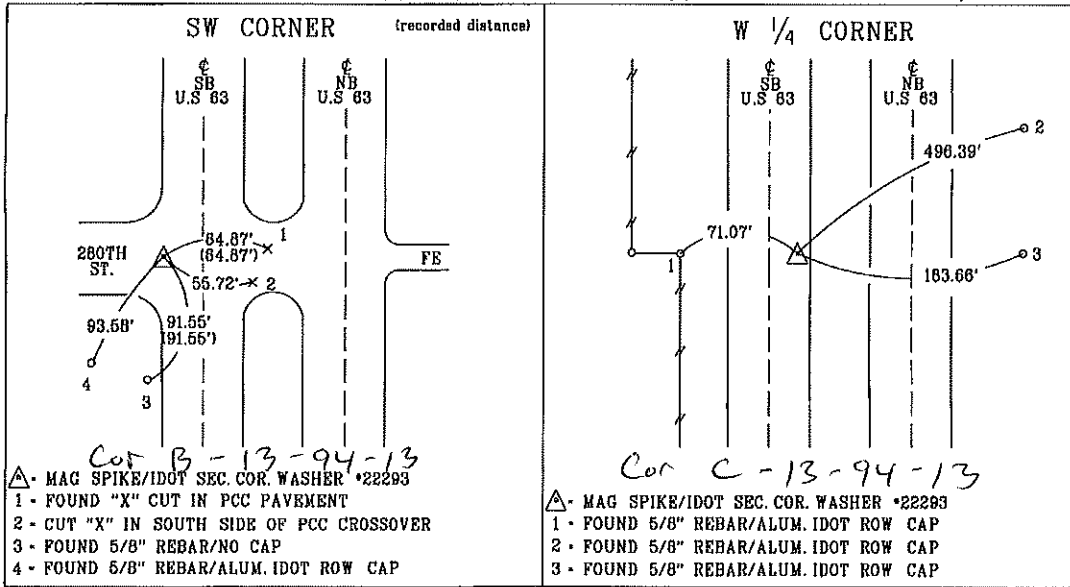 SW CORNER
(recorded distance)
℄
SB
U.S 63
℄
NB
U.S 63
280TH
ST.
FE
64.87'
(64.87')
1
55.72'
2
93.58'
91.55'
(91.55')
4
3
Cor B-13-94-13
- MAG SPIKE/IDOT SEC. COR. WASHER #22293
1 - FOUND "X" CUT IN PCC PAVEMENT
2 - CUT "X" IN SOUTH SIDE OF PCC CROSSOVER
3 - FOUND 5/8" REBAR/NO CAP
4 - FOUND 5/8" REBAR/ALUM. IDOT ROW CAP
W 1/4 CORNER
℄
SB
U.S 63
℄
NB
U.S 63
2
496.39'
71.07'
1
3
183.66'
Cor C-13-94-13
- MAG SPIKE/IDOT SEC. COR. WASHER #22293
1 - FOUND 5/8" REBAR/ALUM. IDOT ROW CAP
2 - FOUND 5/8" REBAR/ALUM. IDOT ROW CAP
3 - FOUND 5/8" REBAR/ALUM. IDOT ROW CAP